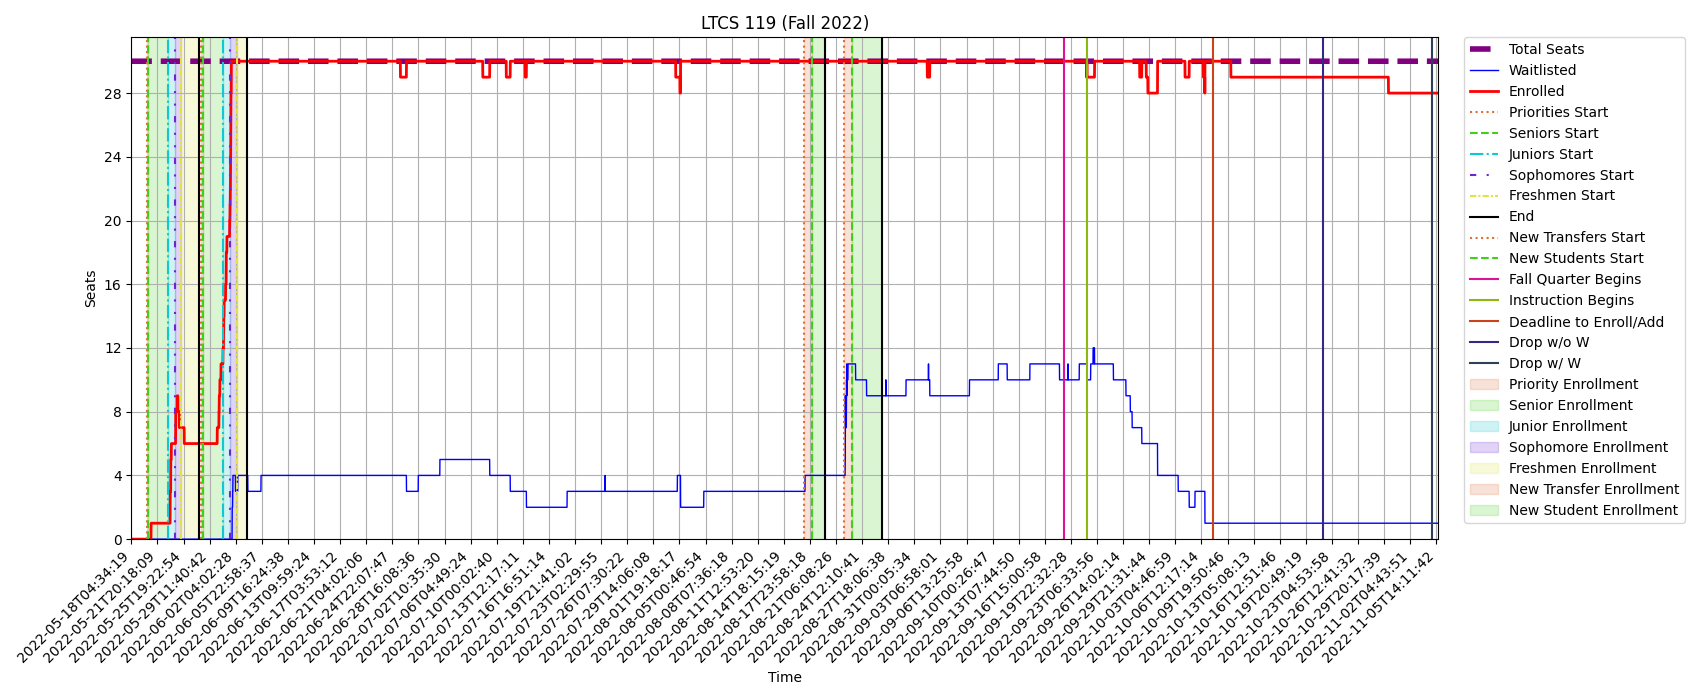 LTCS 119 (Fall 2022)
Seats
28
24
20
16
12
8
4
0
2022-05-18T04:34:19
2022-05-21T20:18:09
2022-05-25T19:22:54
2022-05-29T11:40:42
2022-06-02T04:02:28
2022-06-05T22:58:37
2022-06-09T16:24:38
2022-06-13T09:59:24
2022-06-17T03:53:12
2022-06-21T04:02:06
2022-06-24T22:07:47
2022-06-28T16:08:36
2022-07-02T10:35:30
2022-07-06T04:49:24
2022-07-10T00:02:40
2022-07-13T12:17:11
2022-07-16T16:51:14
2022-07-19T21:41:02
2022-07-23T02:29:55
2022-07-26T07:30:22
2022-07-29T14:06:08
2022-08-01T19:18:17
2022-08-05T00:46:54
2022-08-08T07:36:18
2022-08-11T12:53:20
2022-08-14T18:15:19
2022-08-17T23:58:18
2022-08-21T06:08:26
2022-08-24T12:10:41
2022-08-27T18:06:38
2022-08-31T00:05:34
2022-09-03T06:58:01
2022-09-06T13:25:58
2022-09-10T00:26:47
2022-09-13T07:44:50
2022-09-16T15:00:58
2022-09-19T22:32:28
2022-09-23T06:33:56
2022-09-26T14:02:14
2022-09-29T21:31:44
2022-10-03T04:46:59
2022-10-06T12:17:14
2022-10-09T19:50:46
2022-10-13T05:08:13
2022-10-16T12:51:46
2022-10-19T20:49:19
2022-10-23T04:53:58
2022-10-26T12:41:32
2022-10-29T20:17:39
2022-11-02T04:43:51
2022-11-05T14:11:42
Time
Total Seats
Waitlisted
Enrolled
Priorities Start
Seniors Start
Juniors Start
Sophomores Start
Freshmen Start
End
New Transfers Start
New Students Start
Fall Quarter Begins
Instruction Begins
Deadline to Enroll/Add
Drop w/o W
Drop w/ W
Priority Enrollment
Senior Enrollment
Junior Enrollment
Sophomore Enrollment
Freshmen Enrollment
New Transfer Enrollment
New Student Enrollment